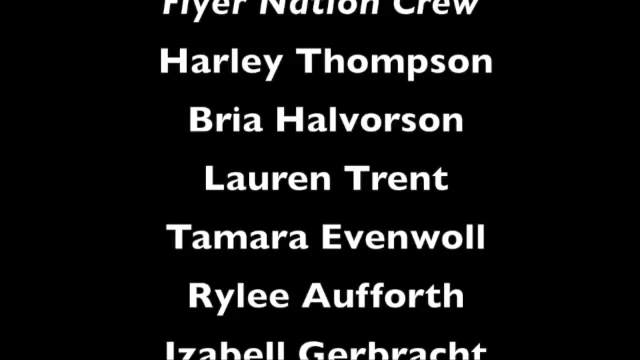 Flyer Nation Crew
Harley Thompson
Bria Halvorson
Lauren Trent
Tamara Evenwoll
Rylee Aufforth
Izabell Gerbracht